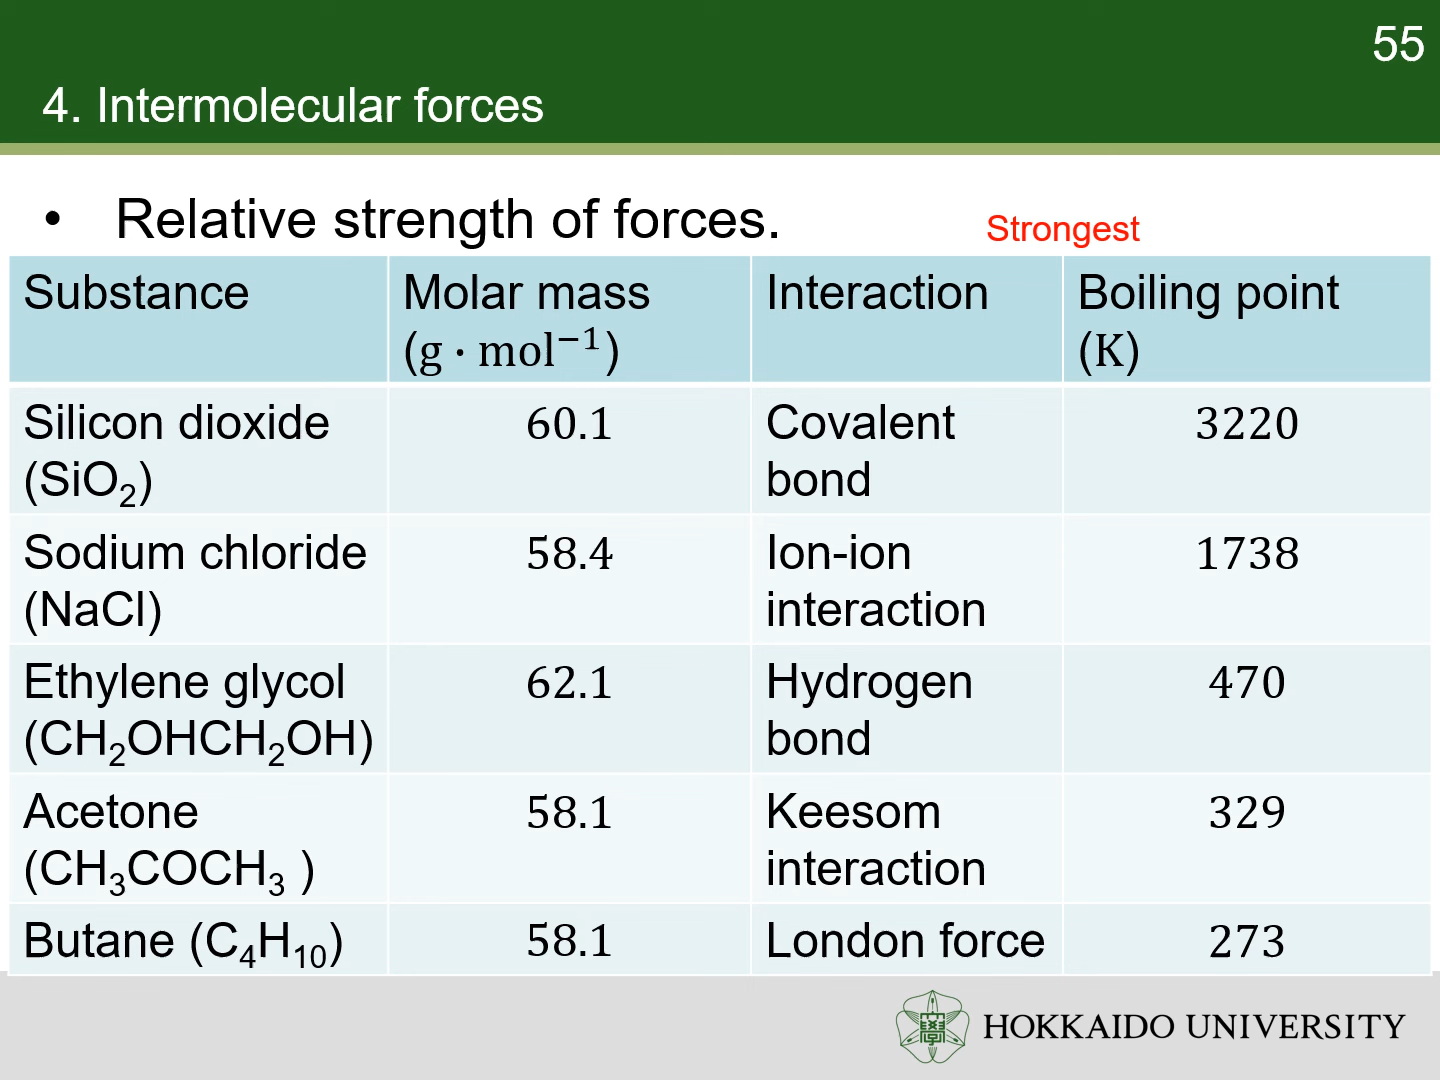 55
4. Intermolecular forces
• Relative strength of forces.
Strongest
Substance
Molar mass
(g · mol⁻¹)
Interaction
Boiling point
(K)
Silicon dioxide
(SiO₂)
60.1
Covalent
bond
3220
Sodium chloride
(NaCl)
58.4
Ion-ion
interaction
1738
Ethylene glycol
(CH₂OHCH₂OH)
62.1
Hydrogen
bond
470
Acetone
(CH₃COCH₃ )
58.1
Keesom
interaction
329
Butane (C₄H₁₀)
58.1
London force
273
HOKKAIDO UNIVERSITY